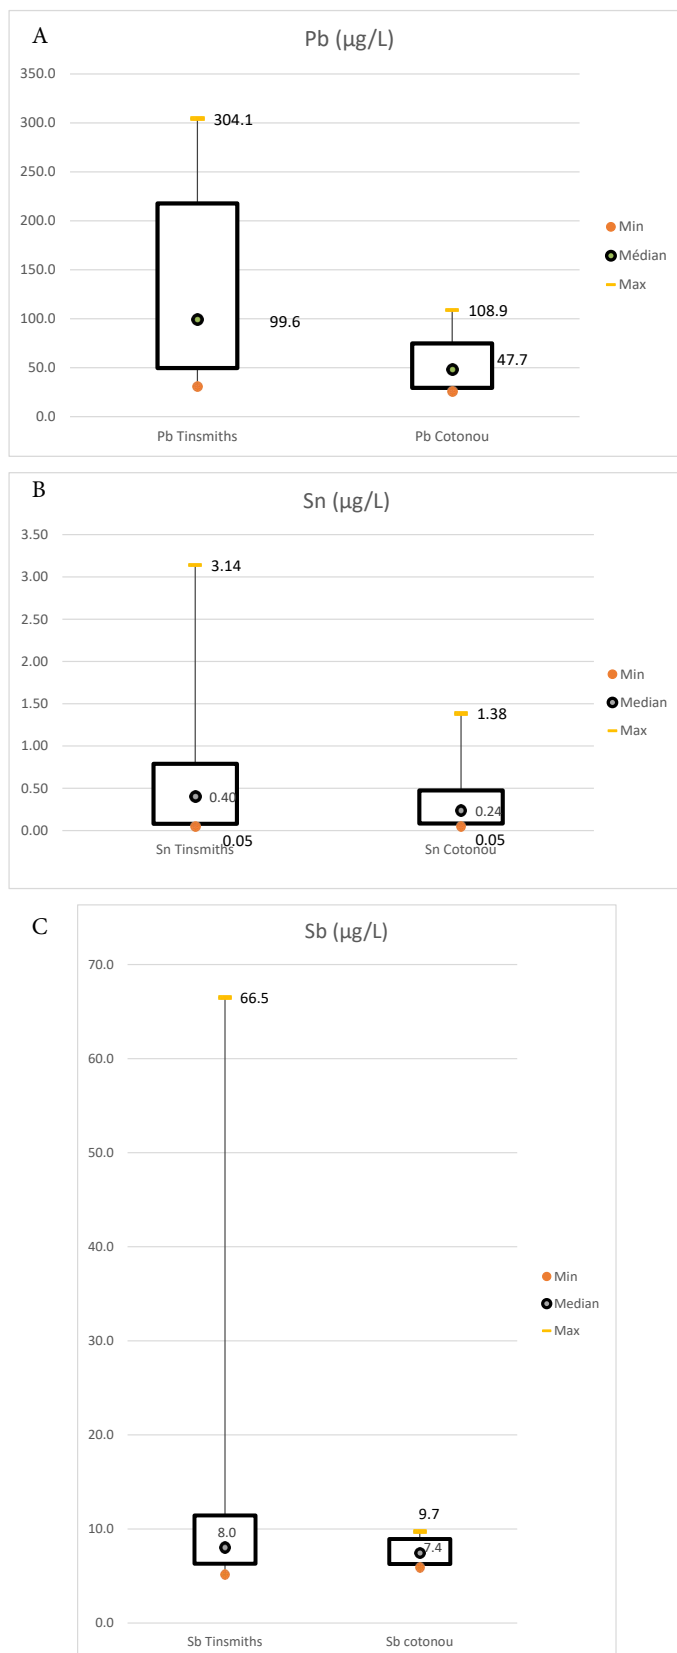 A
Pb (µg/L)
350.0
300.0
250.0
200.0
150.0
100.0
50.0
0.0
304.1
99.6
108.9
47.7
Pb Tinsmiths
Pb Cotonou
Min
Médian
Max
B
Sn (µg/L)
3.50
3.00
2.50
2.00
1.50
1.00
0.50
0.00
3.14
0.40
0.05
1.38
0.24
0.05
Sn Tinsmiths
Sn Cotonou
Min
Median
Max
C
Sb (µg/L)
70.0
60.0
50.0
40.0
30.0
20.0
10.0
0.0
66.5
8.0
9.7
7.4
Sb Tinsmiths
Sb cotonou
Min
Median
Max